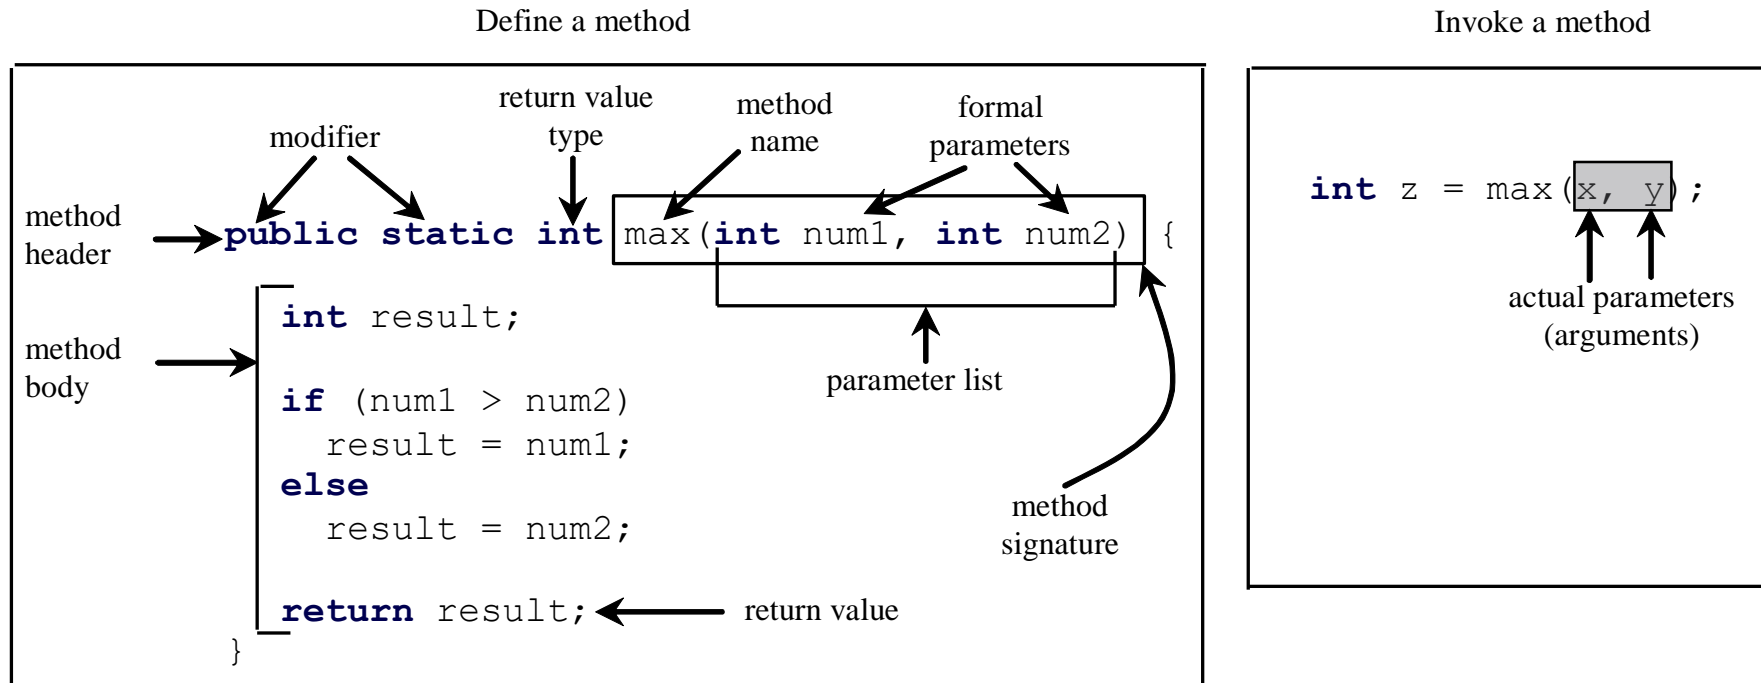 Define a method
Invoke a method
return value
type
method
name
formal
parameters
modifier
method
header
public static int max(int num1, int num2) {
int result;
method
body
parameter list
if (num1 > num2)
result = num1;
else
result = num2;
method
signature
return result;
return value
}
int z = max(x, y);
actual parameters
(arguments)